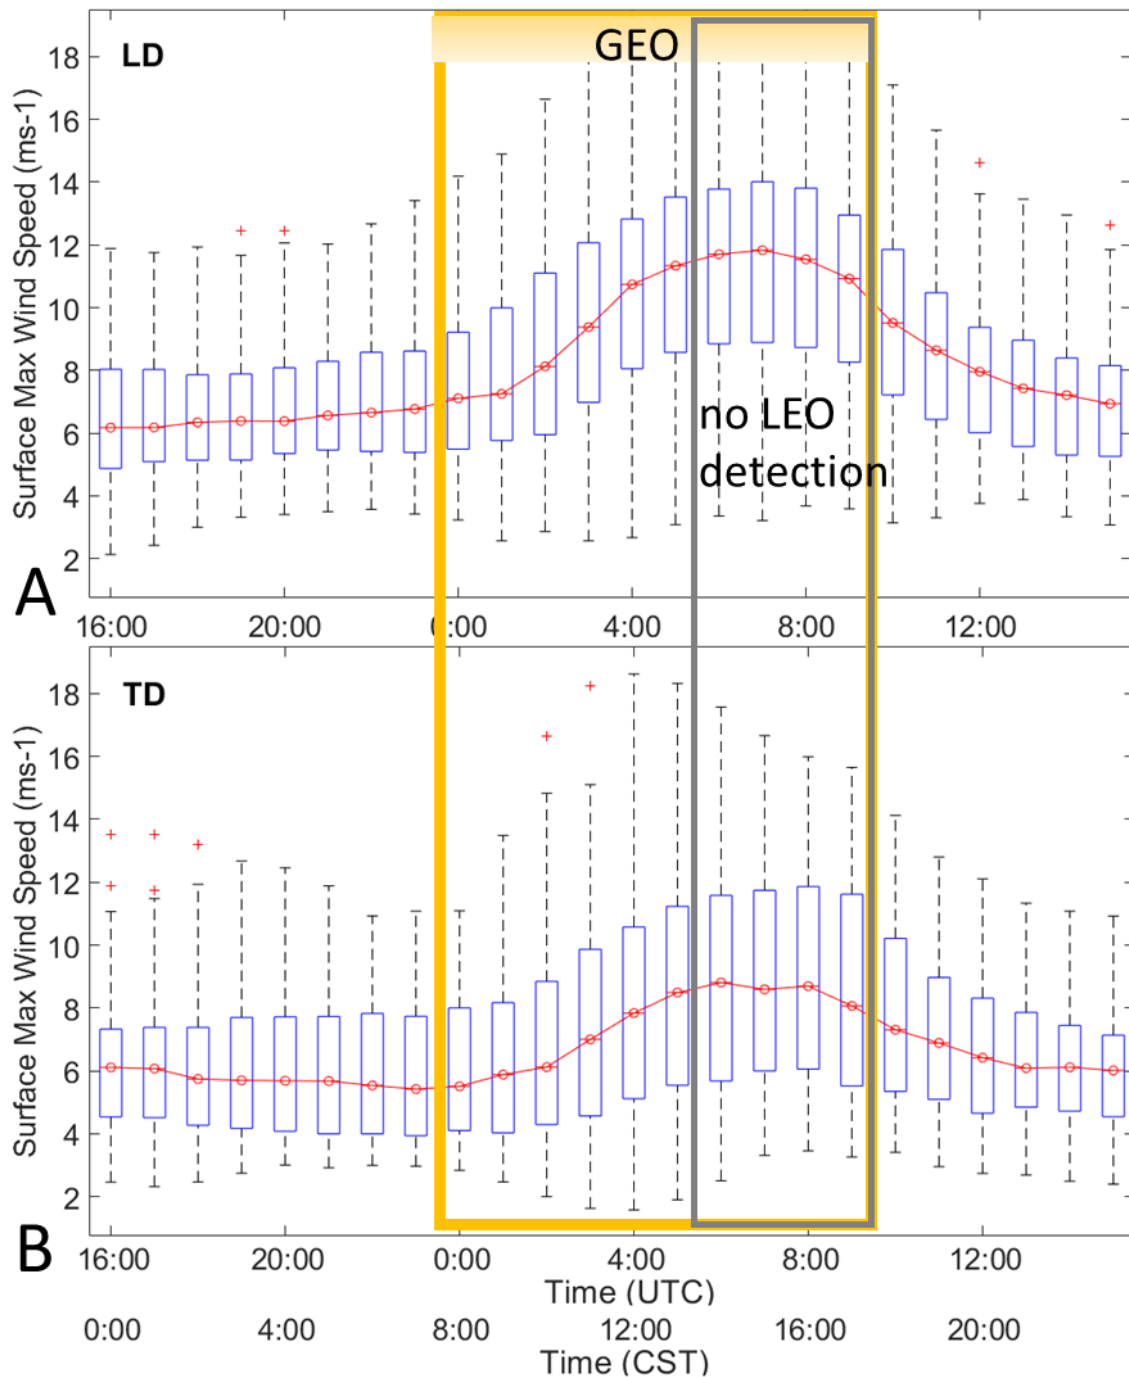 GEO
LD
18
16
14
12
10
8
6
4
2
Surface Max Wind Speed (ms-1)
no LEO
detection
A
16:00 20:00 0:00 4:00 8:00 12:00
TD
18
16
14
12
10
8
6
4
2
Surface Max Wind Speed (ms-1)
B
16:00 20:00 0:00 4:00 8:00 12:00
Time (UTC)
0:00 4:00 8:00 12:00 16:00 20:00
Time (CST)